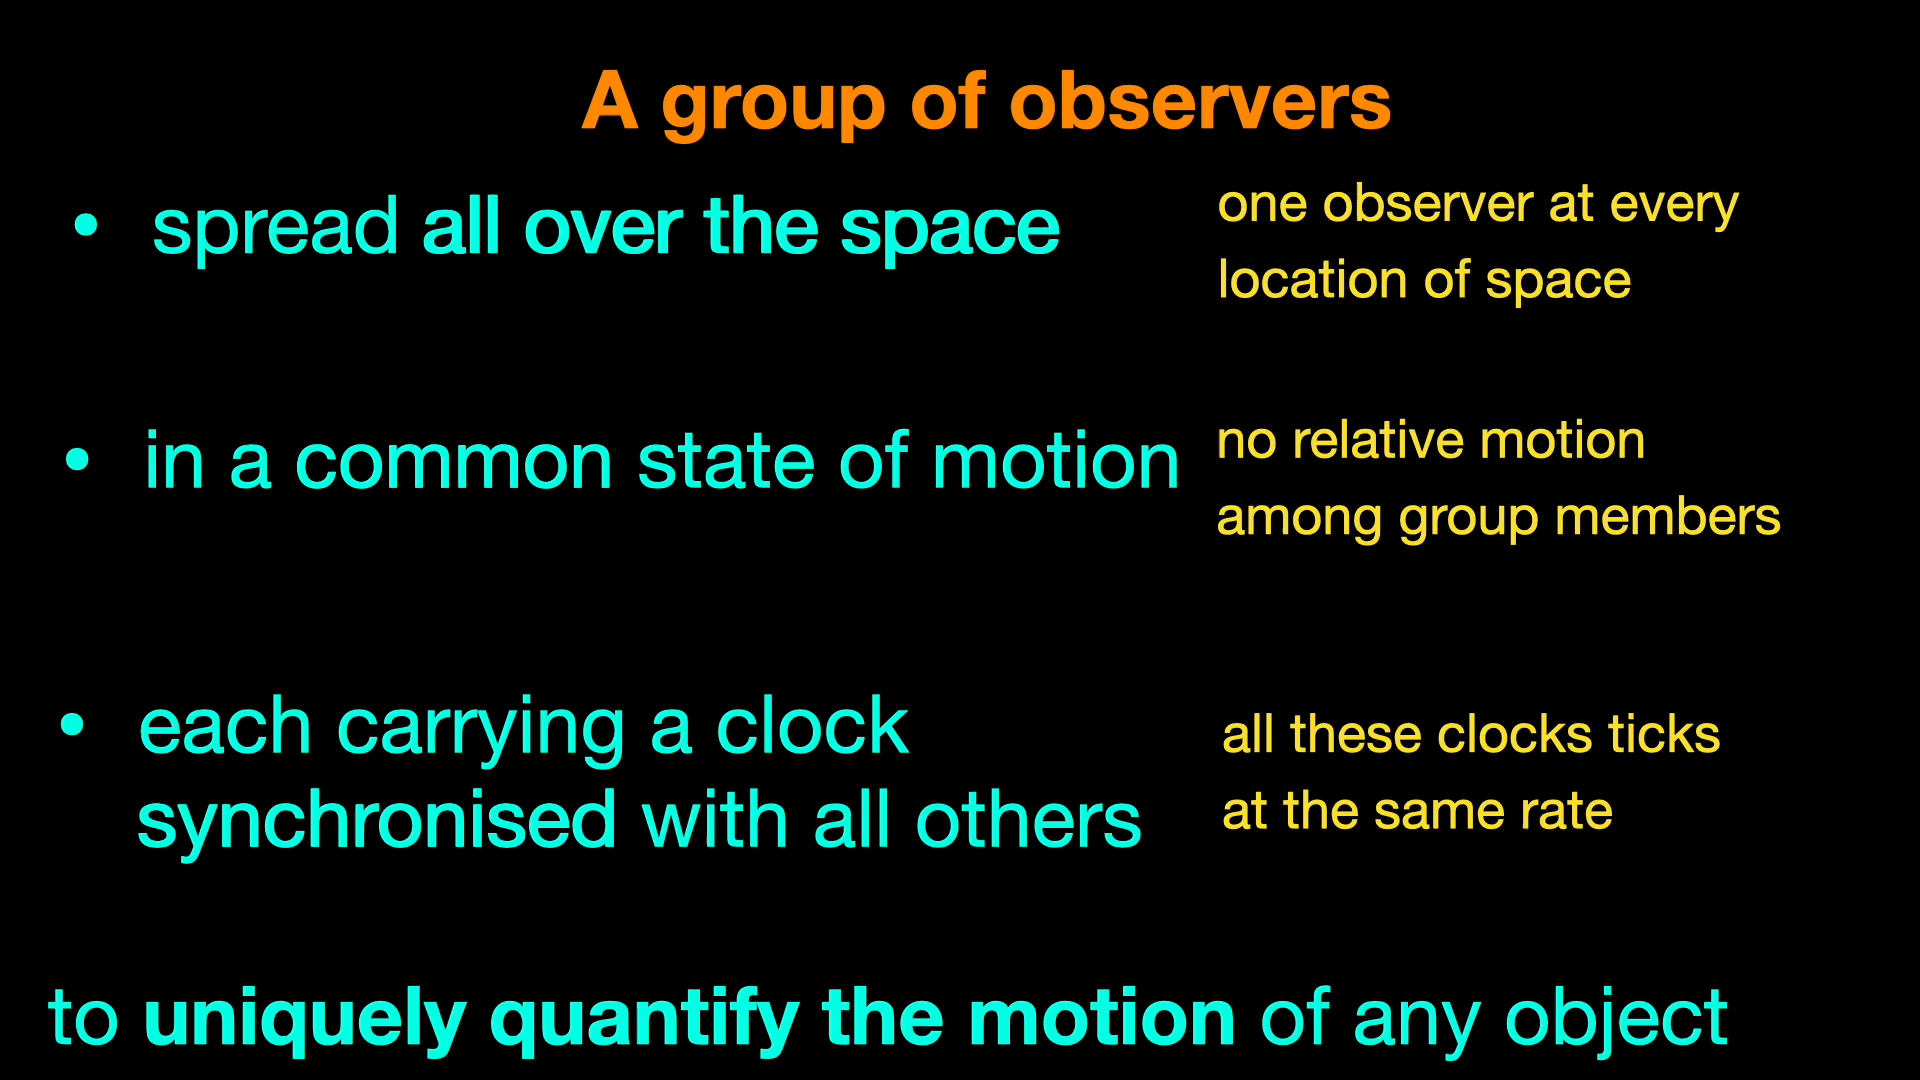 A group of observers
• spread all over the space
one observer at every
location of space
• in a common state of motion
no relative motion
among group members
• each carrying a clock
synchronised with all others
all these clocks ticks
at the same rate
to uniquely quantify the motion of any object